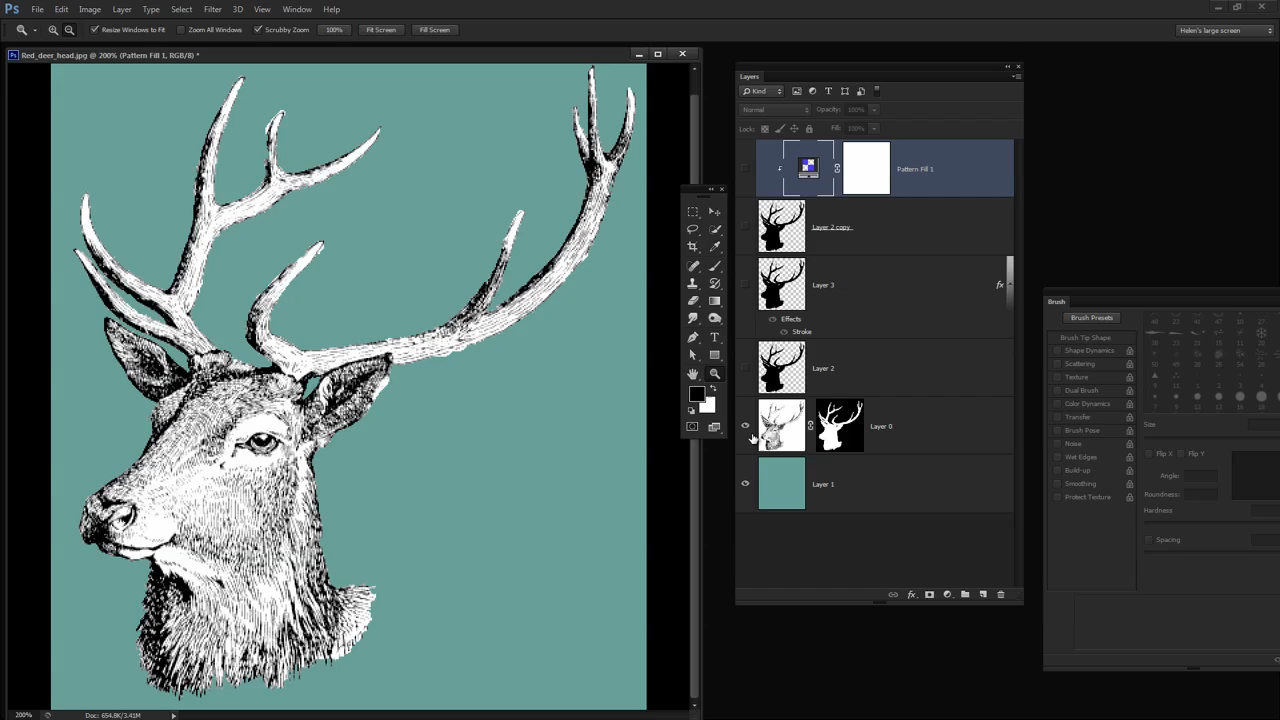 Ps File Edit Image Layer Type Select Filter 3D View Window Help
Resize Windows to Fit Zoom All Windows Scrubby Zoom 100% Fit Screen Fill Screen Helen's large screen
Red_deer_head.jpg @ 200% (Pattern Fill 1, RGB/8) *
Layers
Kind
Normal Opacity: 100%
Lock: Fill: 100%
Pattern Fill 1
Layer 2 copy
Layer 3 fx
Effects
Stroke
Layer 2
Layer 0
Layer 1
Brush
Brush Presets
Brush Tip Shape
Shape Dynamics
Scattering
Texture
Dual Brush
Color Dynamics
Transfer
Brush Pose
Noise
Wet Edges
Build-up
Smoothing
Protect Texture
Size
Flip X Flip Y
Angle:
Roundness:
Hardness
Spacing
200% Doc: 654.8K/3.41M